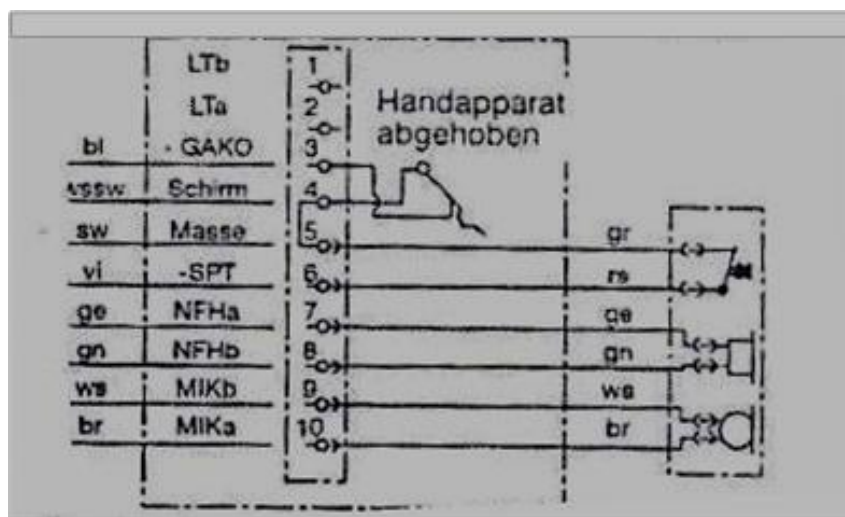 LTb 1
LTa 2
Handapparat
abgehoben
bl - GAKO 3
Schirm 4
sw Masse 5 gr
vi -SPT 6 rs
ge NFHa 7 ge
gn NFHb 8 gn
ws MIKb 9 ws
br MIKa 10 br